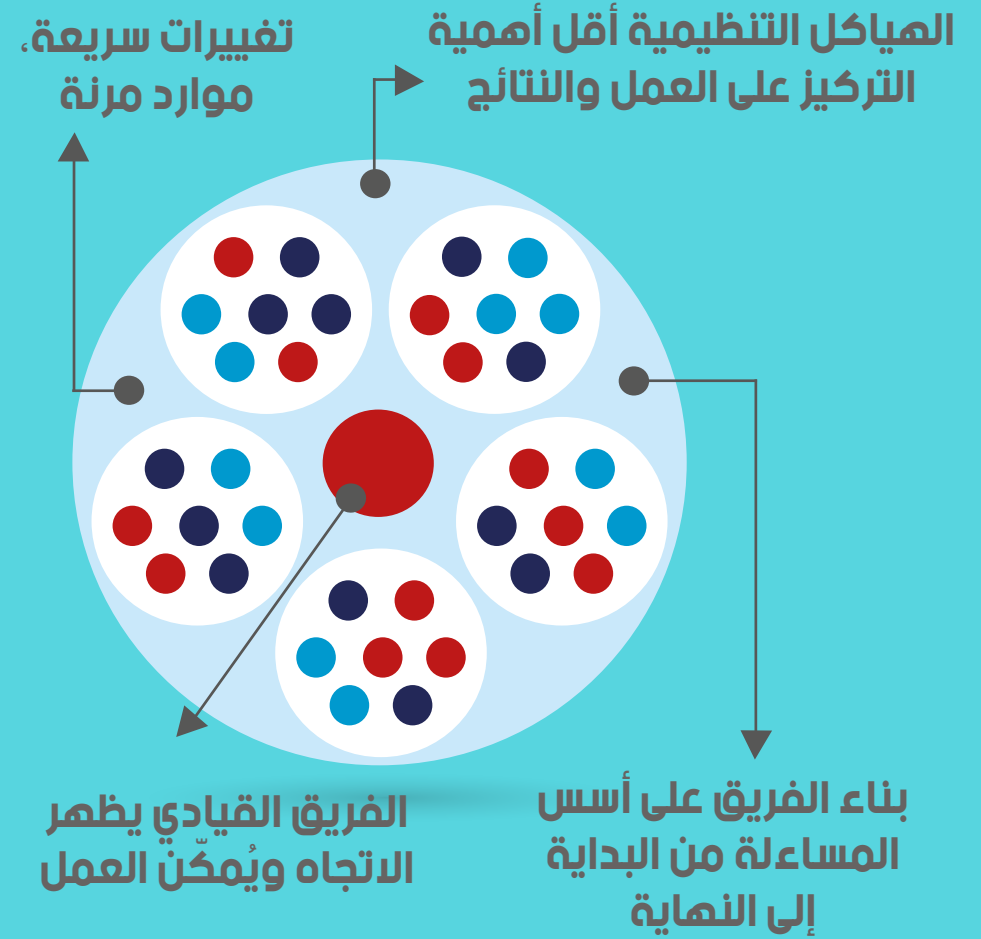 الهياكل التنظيمية أقل أهمية
التركيز على العمل والنتائج
تغييرات سريعة،
موارد مرنة
بناء الفريق على أسس
المساءلة من البداية
إلى النهاية
الفريق القيادي يظهر
الاتجاه ويُمكّن العمل